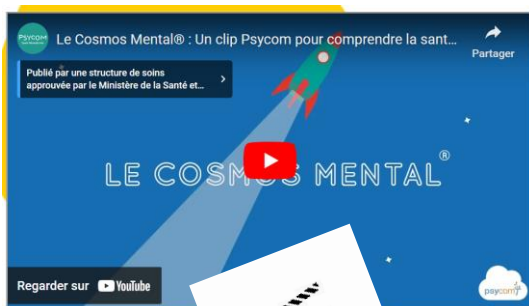 PSYCOM
Le Cosmos Mental® : Un clip Psycom pour comprendre la sant...
Partager
Publié par une structure de soins
approuvée par le Ministère de la Santé et...
LE COSMOS MENTAL®
Regarder sur YouTube
psycom